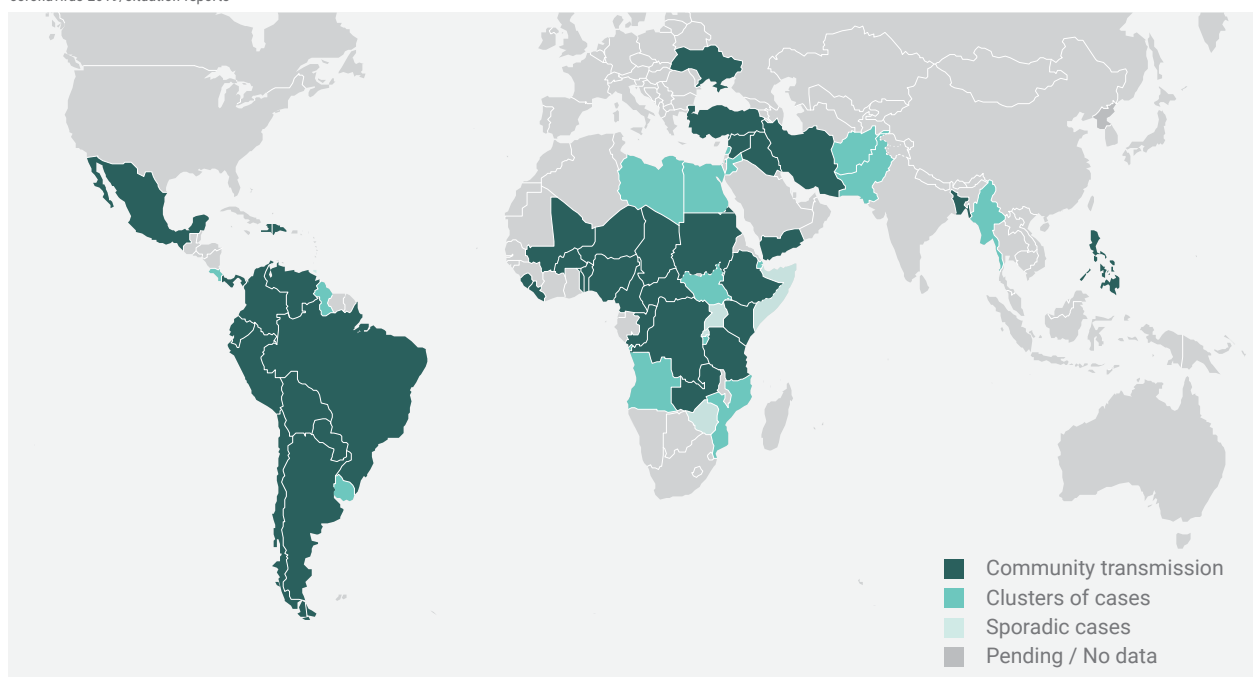 Community transmission
Clusters of cases
Sporadic cases
Pending / No data